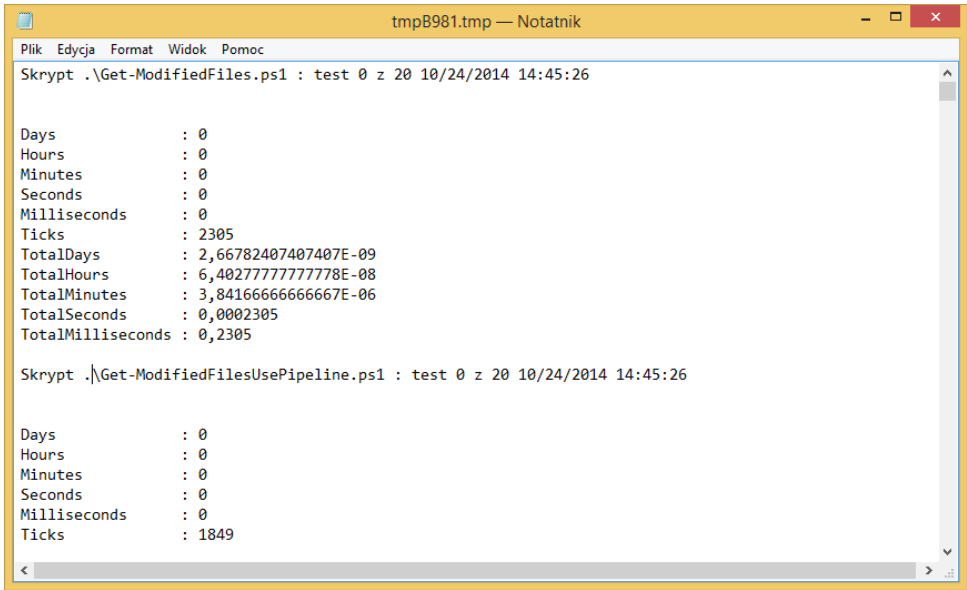 tmpB981.tmp — Notatnik
Plik Edycja Format Widok Pomoc
Skrypt .\Get-ModifiedFiles.ps1 : test 0 z 20 10/24/2014 14:45:26
Days : 0
Hours : 0
Minutes : 0
Seconds : 0
Milliseconds : 0
Ticks : 2305
TotalDays : 2,66782407407407E-09
TotalHours : 6,40277777777778E-08
TotalMinutes : 3,84166666666667E-06
TotalSeconds : 0,0002305
TotalMilliseconds : 0,2305
Skrypt .\Get-ModifiedFilesUsePipeline.ps1 : test 0 z 20 10/24/2014 14:45:26
Days : 0
Hours : 0
Minutes : 0
Seconds : 0
Milliseconds : 0
Ticks : 1849